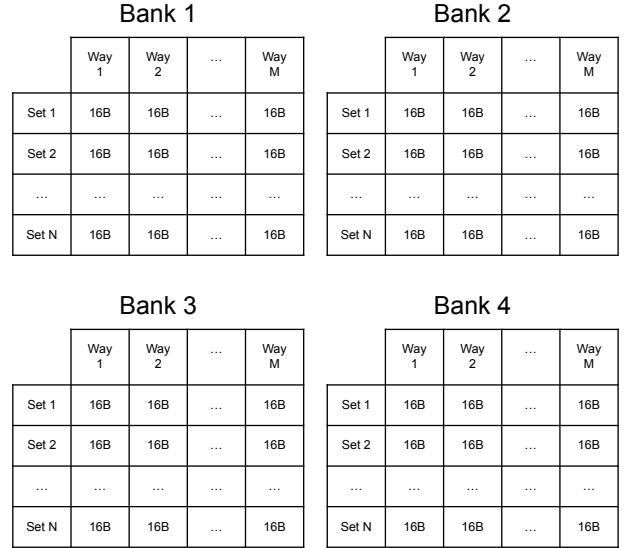 Bank 1
Way 1 Way 2 … Way M
Set 1 16B 16B … 16B
Set 2 16B 16B … 16B
… … … … …
Set N 16B 16B … 16B
Bank 2
Way 1 Way 2 … Way M
Set 1 16B 16B … 16B
Set 2 16B 16B … 16B
… … … … …
Set N 16B 16B … 16B
Bank 3
Way 1 Way 2 … Way M
Set 1 16B 16B … 16B
Set 2 16B 16B … 16B
… … … … …
Set N 16B 16B … 16B
Bank 4
Way 1 Way 2 … Way M
Set 1 16B 16B … 16B
Set 2 16B 16B … 16B
… … … … …
Set N 16B 16B … 16B